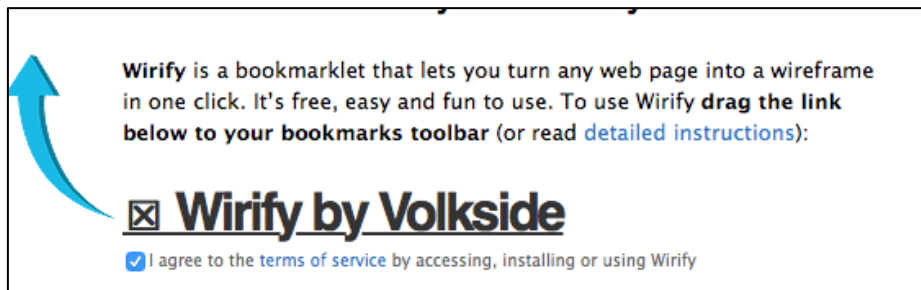 Wirify is a bookmarklet that lets you turn any web page into a wireframe
in one click. It's free, easy and fun to use. To use Wirify drag the link
below to your bookmarks toolbar (or read detailed instructions):
☒ Wirify by Volkside
I agree to the terms of service by accessing, installing or using Wirify